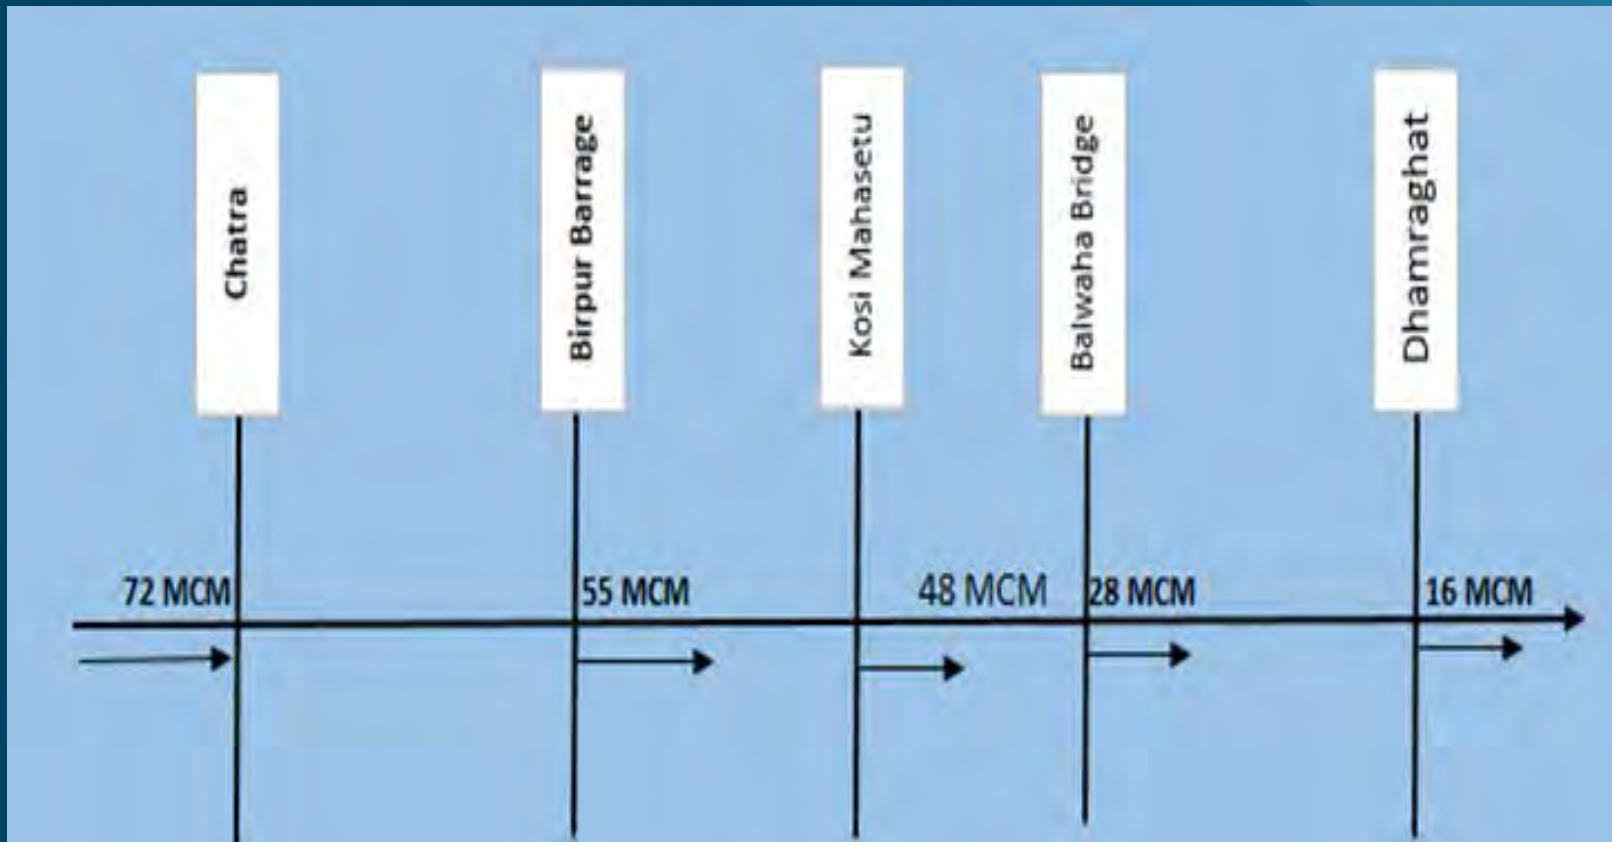 Chatra
Birpur Barrage
Kosi Mahasetu
Balwaha Bridge
Dhamraghat
72 MCM
55 MCM
48 MCM
28 MCM
16 MCM